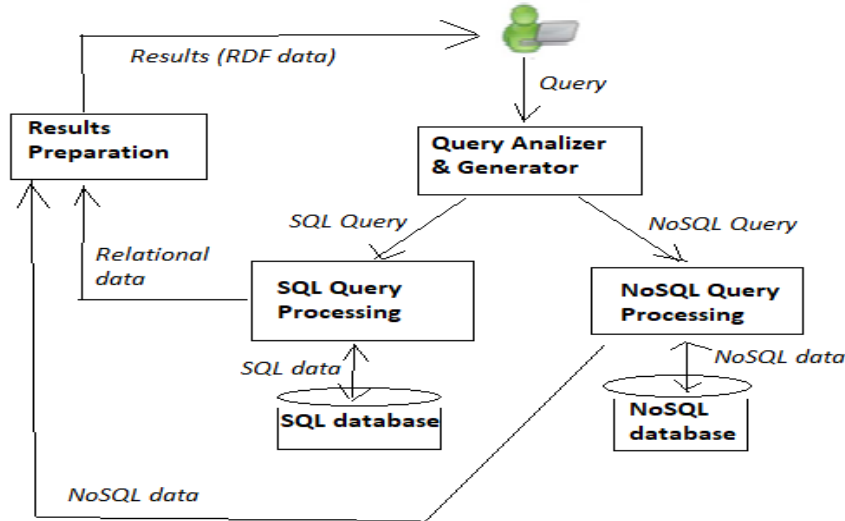 Results (RDF data)
Query
Results
Preparation
Query Analizer
& Generator
SQL Query
NoSQL Query
Relational
data
SQL Query
Processing
NoSQL Query
Processing
SQL data
NoSQL data
SQL database
NoSQL
database
NoSQL data